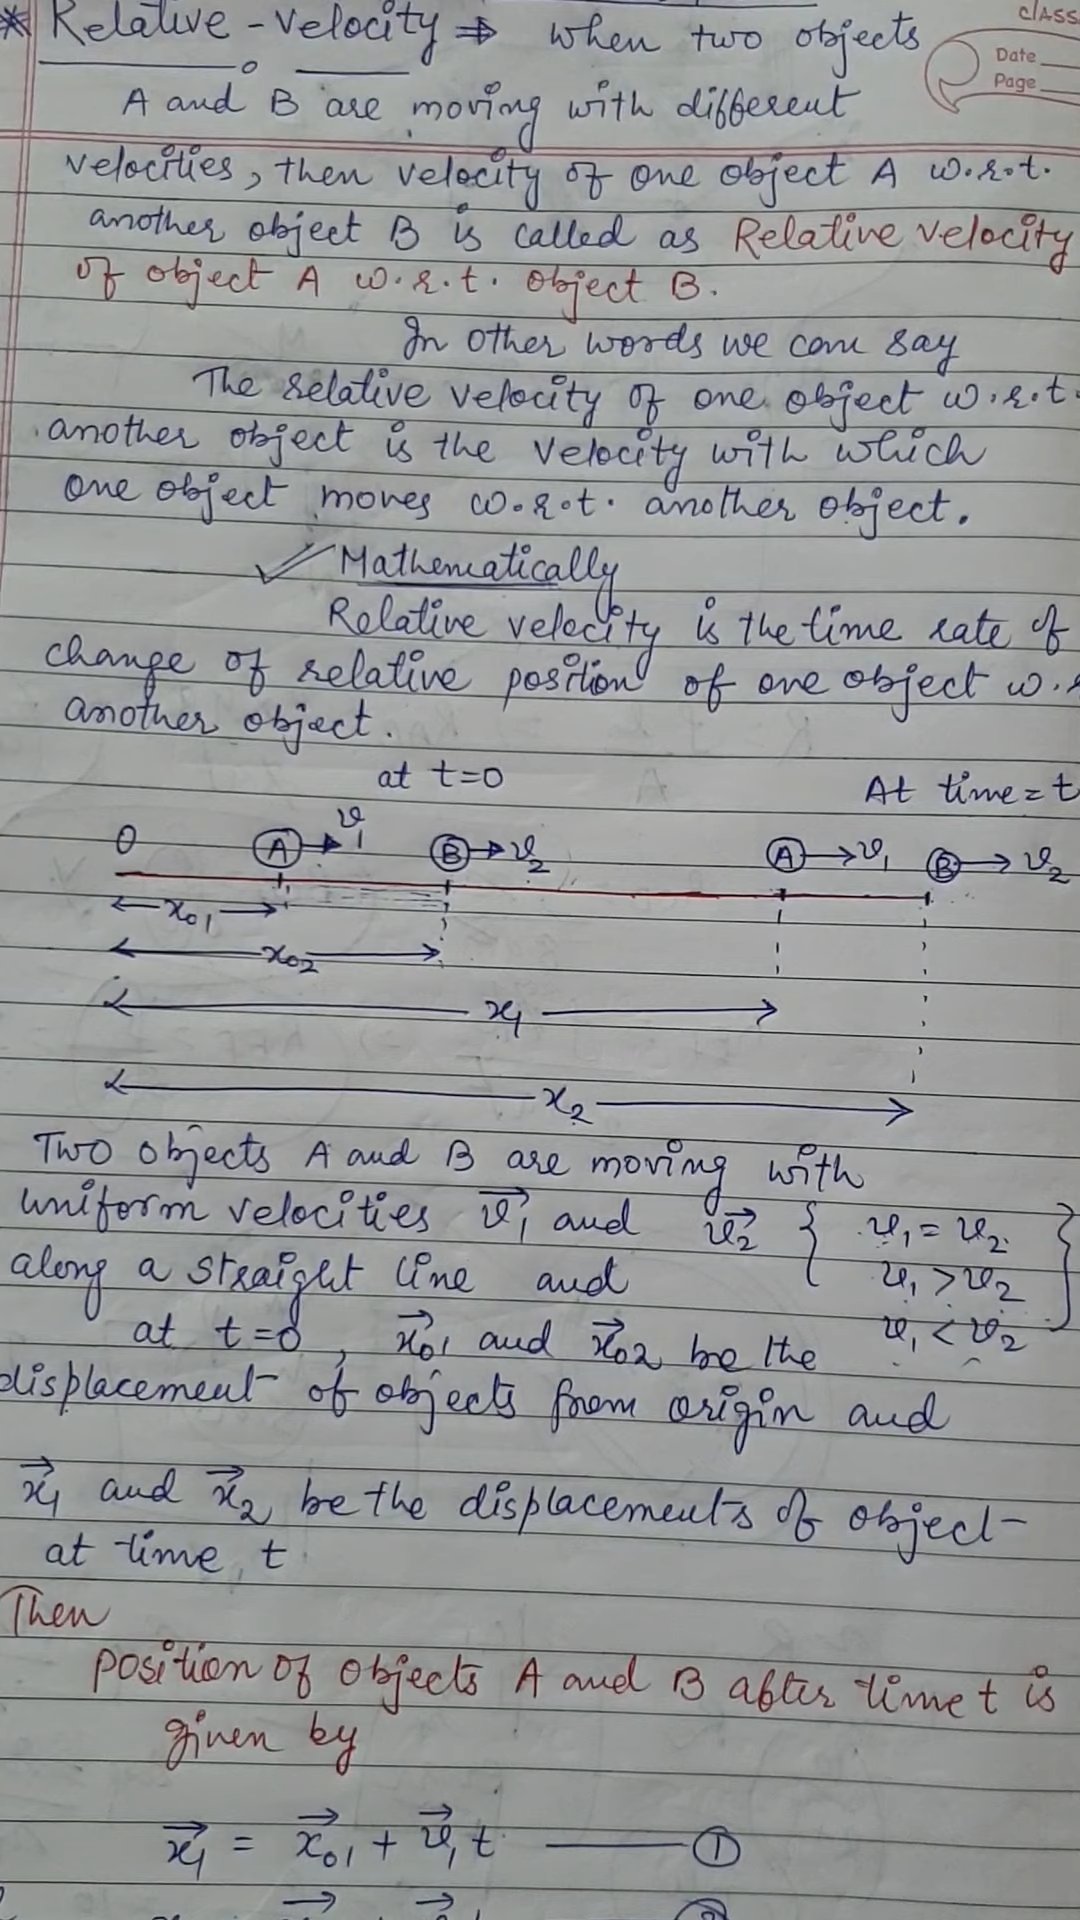 * Relative-velocity ⇒ when two objects
class
Date
Page
A and B are moving with different
velocities, then velocity of one object A w.r.t.
another object B is called as Relative velocity
of object A w.r.t. object B.
In other words we can say
The relative velocity of one object w.r.t.
another object is the velocity with which
one object moves w.r.t. another object.
✓ Mathematically
Relative velocity is the time rate of
change of relative position of one object w.r
another object.
at t=0 At time = t
O A → v₁ B → v₂ A → v₁ B → v₂
x₀₁
x₀₂
x₁
x₂
Two objects A and B are moving with
uniform velocities v⃗₁ and v⃗₂ { v₁ = v₂
along a straight line and v₁ > v₂ }
at t=0, x⃗₀₁ and x⃗₀₂ be the v₁ < v₂
displacement of objects from origin and
x⃗₁ and x⃗₂ be the displacements of object
at time t
Then
position of objects A and B after time t is
given by
x⃗₁ = x⃗₀₁ + v⃗₁t —— ①